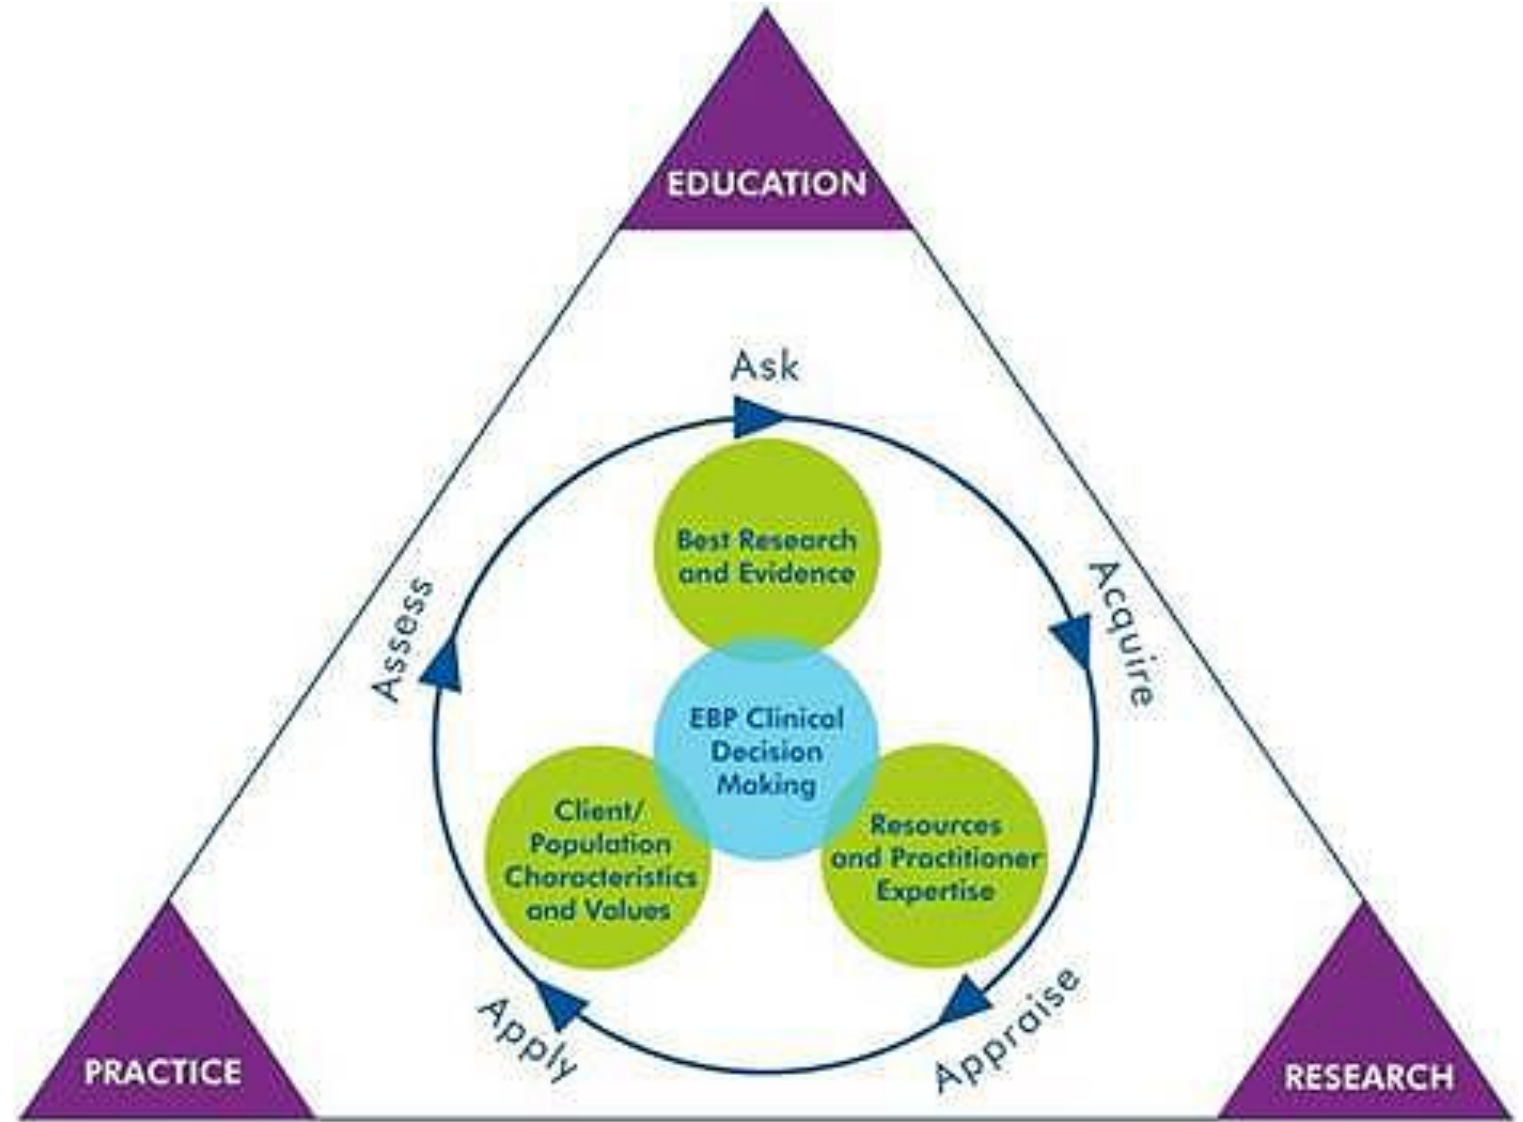 EDUCATION
Ask
Acquire
Appraise
Apply
Assess
Best Research
and Evidence
EBP Clinical
Decision
Making
Client/
Population
Characteristics
and Values
Resources
and Practitioner
Expertise
PRACTICE
RESEARCH